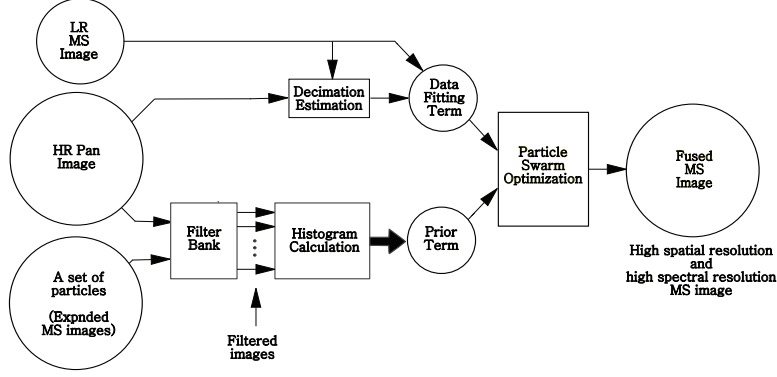 LR
MS
Image
Decimation
Estimation
Data
Fitting
Term
HR Pan
Image
Particle
Swarm
Optimization
Fused
MS
Image
Filter
Bank
Histogram
Calculation
Prior
Term
High spatial resolution
and
high spectral resolution
MS image
A set of
particles
(Expnded
MS images)
Filtered
images